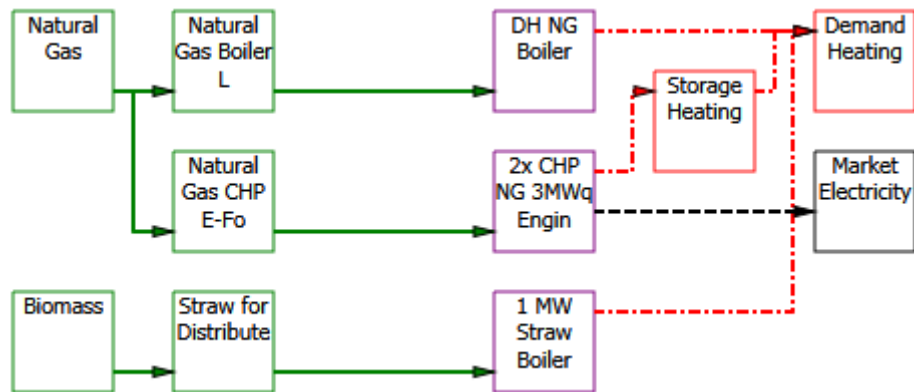 Natural
Gas
Natural
Gas Boiler
L
DH NG
Boiler
Demand
Heating
Storage
Heating
Natural
Gas CHP
E-Fo
2x CHP
NG 3MWq
Engin
Market
Electricity
Biomass
Straw for
Distribute
1 MW
Straw
Boiler